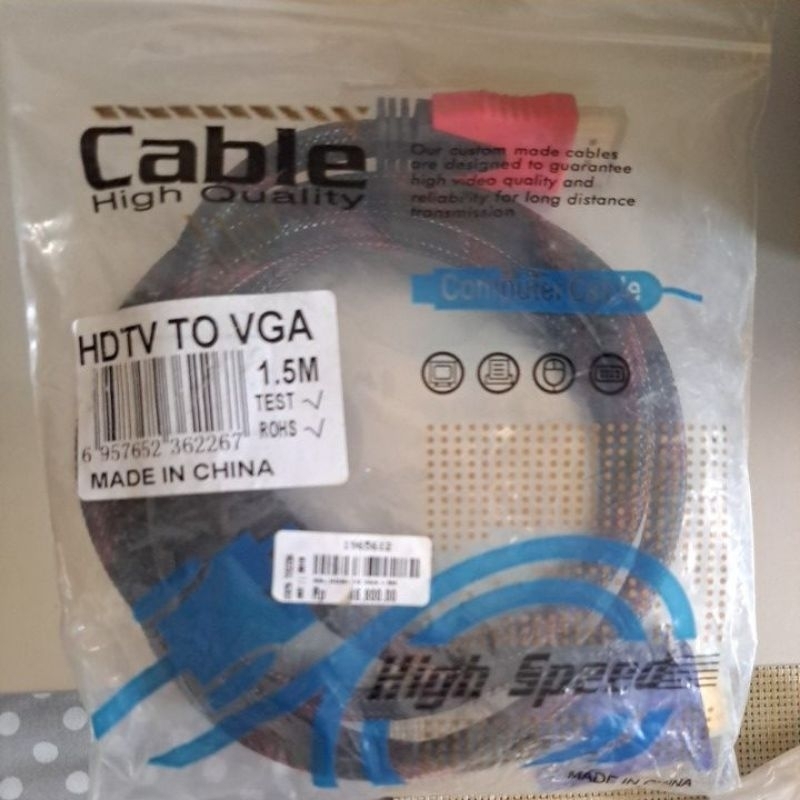 Cable
High Quality
Our custom made cables
are designed to guarantee
high video quality and
reliability for long distance
transmission
Computer Cable
HDTV TO VGA
1.5M
TEST √
ROHS √
6 957652 362267
MADE IN CHINA
1965612
Rp
High Speed
MADE IN CHINA